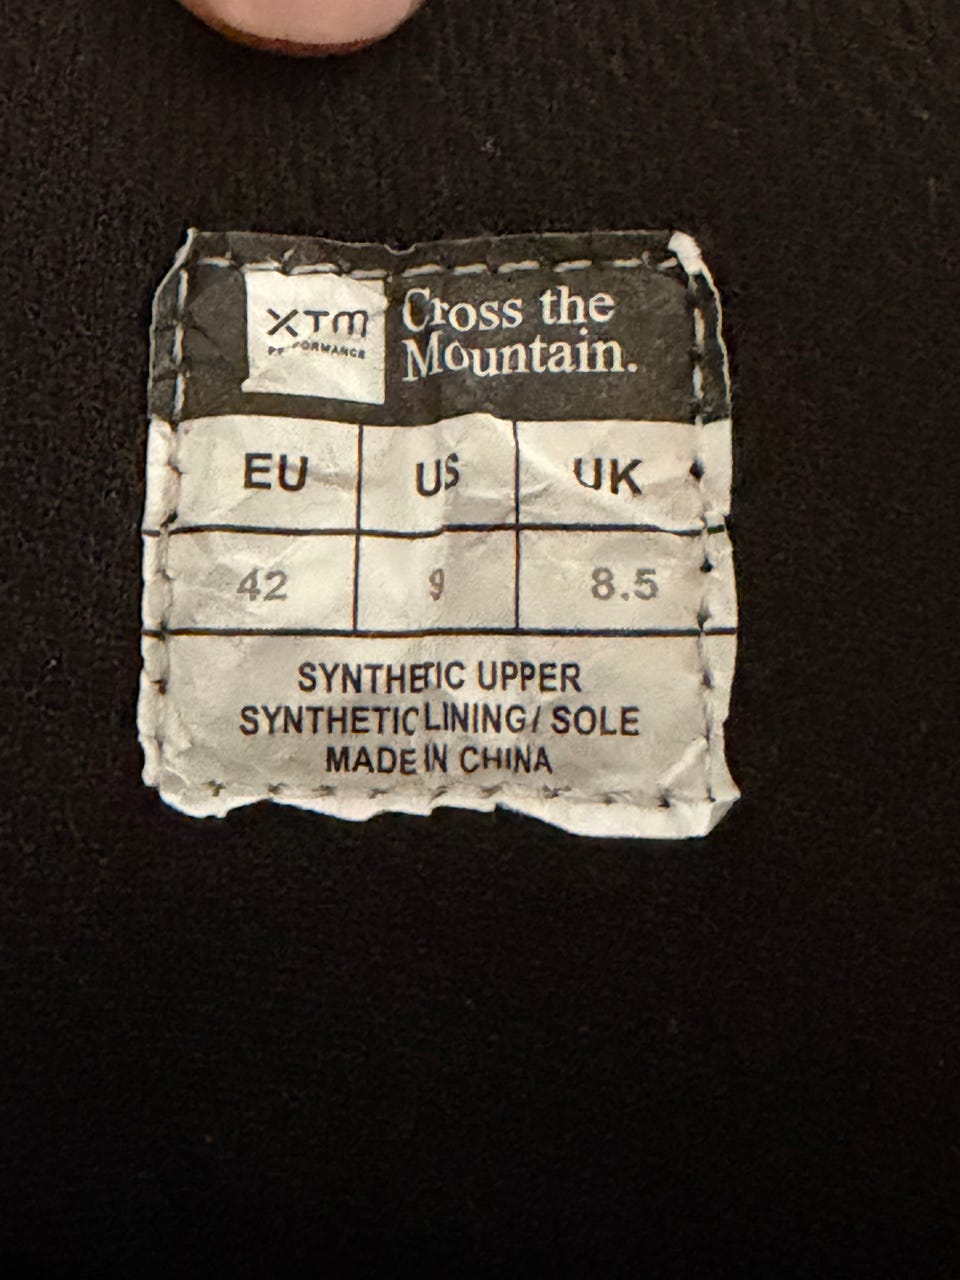 XTM
PERFORMANCE
Cross the
Mountain.
EU US UK
42 9 8.5
SYNTHETIC UPPER
SYNTHETIC LINING/ SOLE
MADE IN CHINA